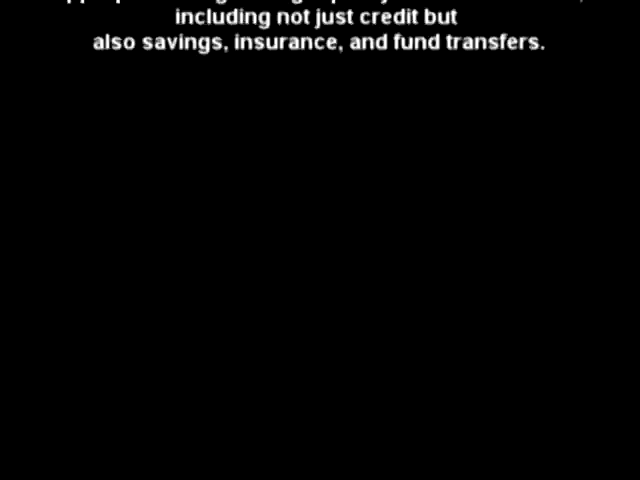 including not just credit but
also savings, insurance, and fund transfers.